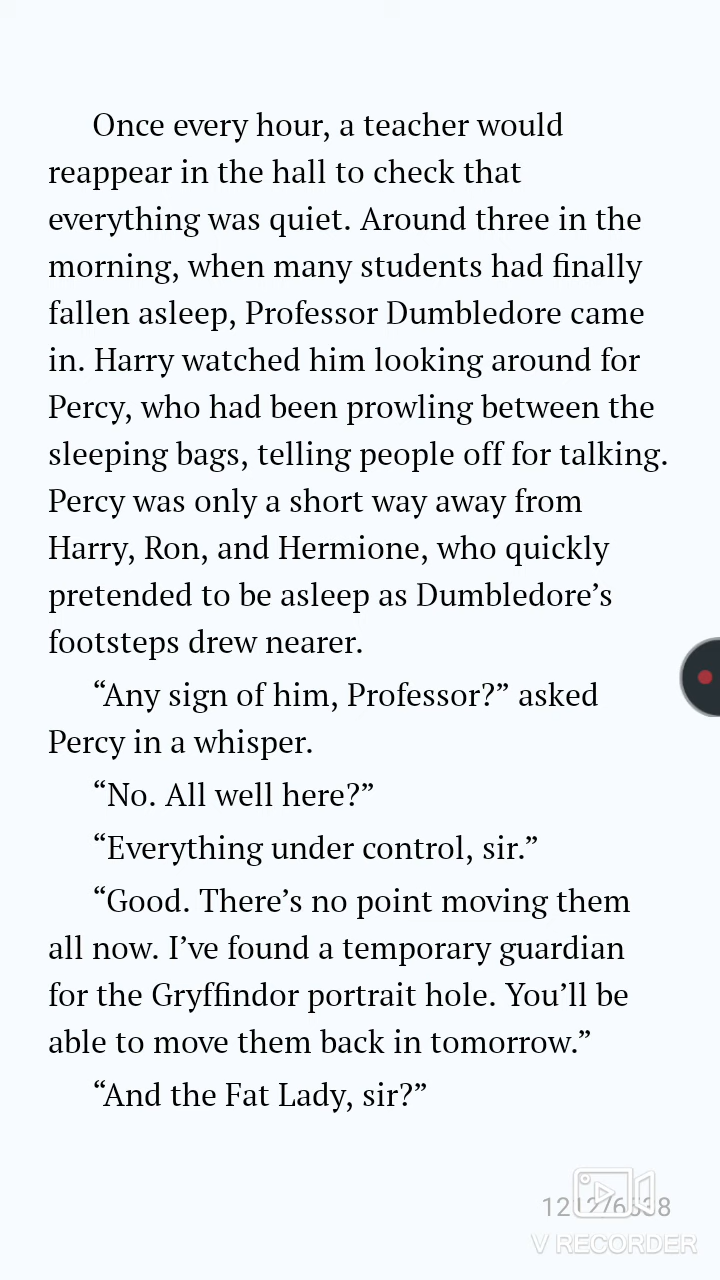 Once every hour, a teacher would
reappear in the hall to check that
everything was quiet. Around three in the
morning, when many students had finally
fallen asleep, Professor Dumbledore came
in. Harry watched him looking around for
Percy, who had been prowling between the
sleeping bags, telling people off for talking.
Percy was only a short way away from
Harry, Ron, and Hermione, who quickly
pretended to be asleep as Dumbledore’s
footsteps drew nearer.
“Any sign of him, Professor?” asked
Percy in a whisper.
“No. All well here?”
“Everything under control, sir.”
“Good. There’s no point moving them
all now. I’ve found a temporary guardian
for the Gryffindor portrait hole. You’ll be
able to move them back in tomorrow.”
“And the Fat Lady, sir?”
V RECORDER